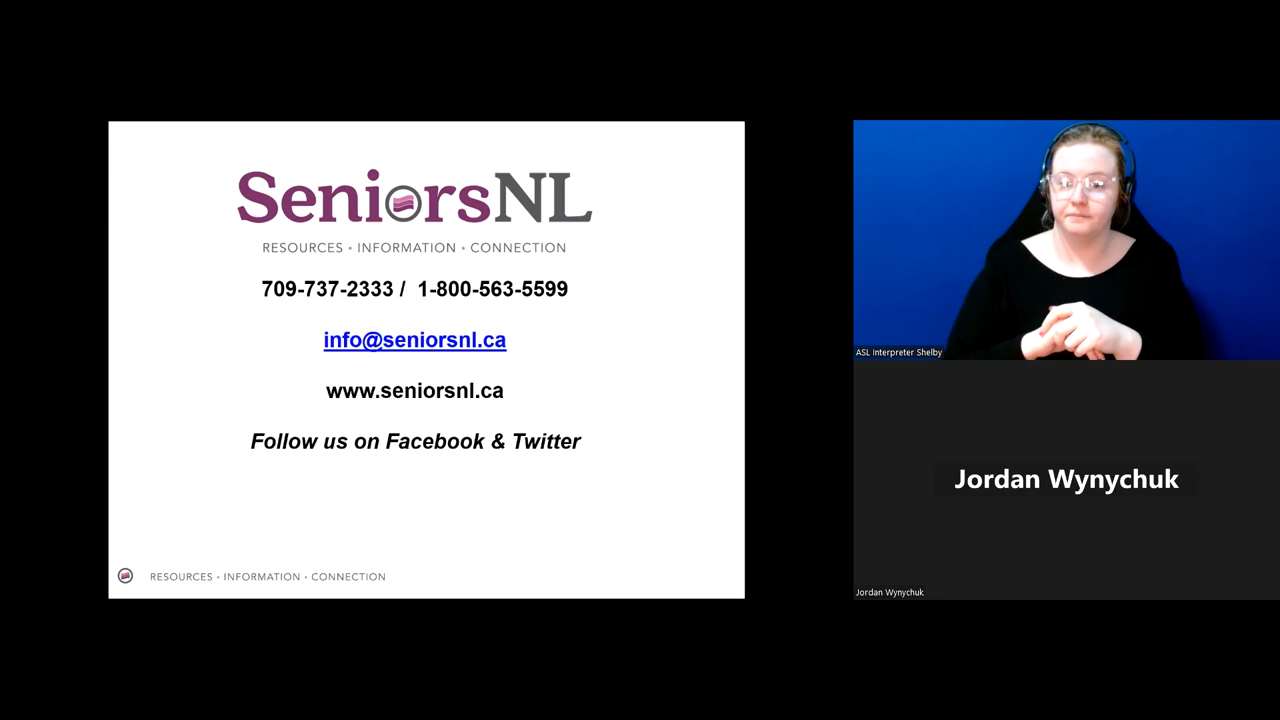 SeniorsNL
RESOURCES • INFORMATION • CONNECTION
709-737-2333 / 1-800-563-5599
info@seniorsnl.ca
www.seniorsnl.ca
Follow us on Facebook & Twitter
RESOURCES • INFORMATION • CONNECTION
ASL Interpreter Shelby
Jordan Wynychuk
Jordan Wynychuk